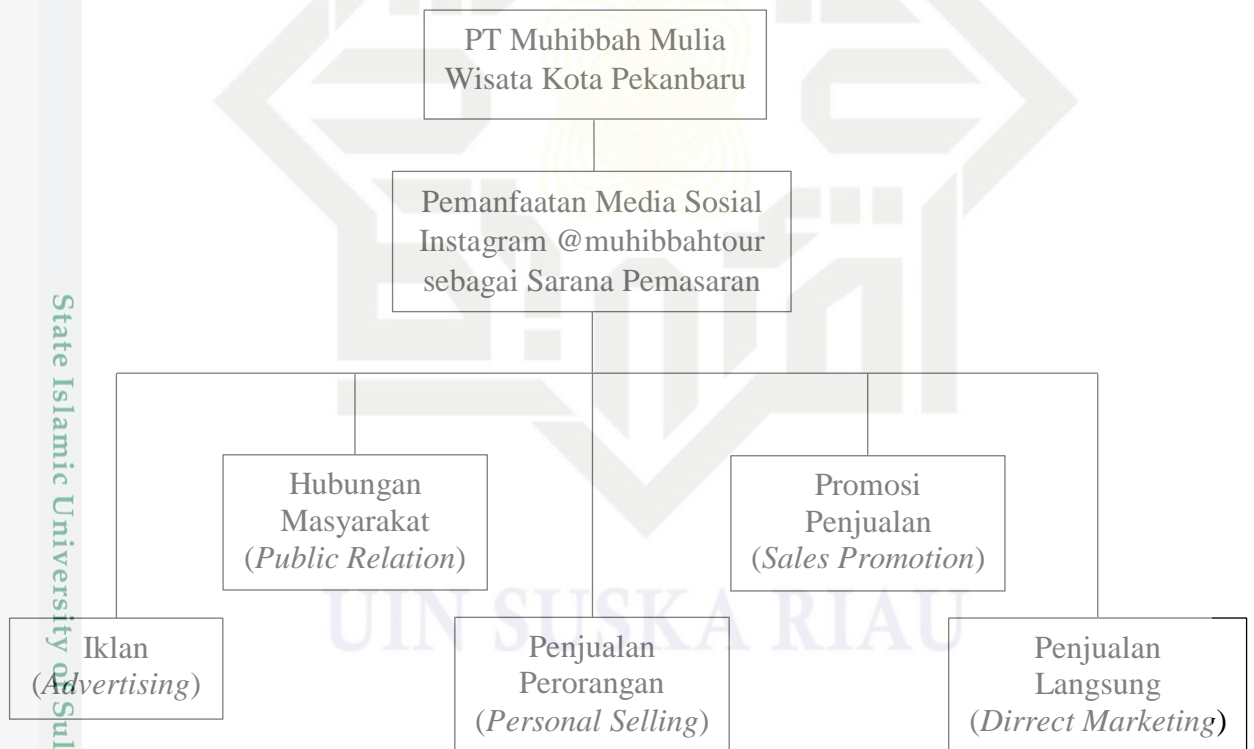 PT Muhibbah Mulia
Wisata Kota Pekanbaru
Pemanfaatan Media Sosial
Instagram @muhibbahtour
sebagai Sarana Pemasaran
Hubungan
Masyarakat
(Public Relation)
Promosi
Penjualan
(Sales Promotion)
Iklan
(Advertising)
Penjualan
Perorangan
(Personal Selling)
Penjualan
Langsung
(Dirrect Marketing)
UIN SUSKA RIAU
State Islamic University of Sul